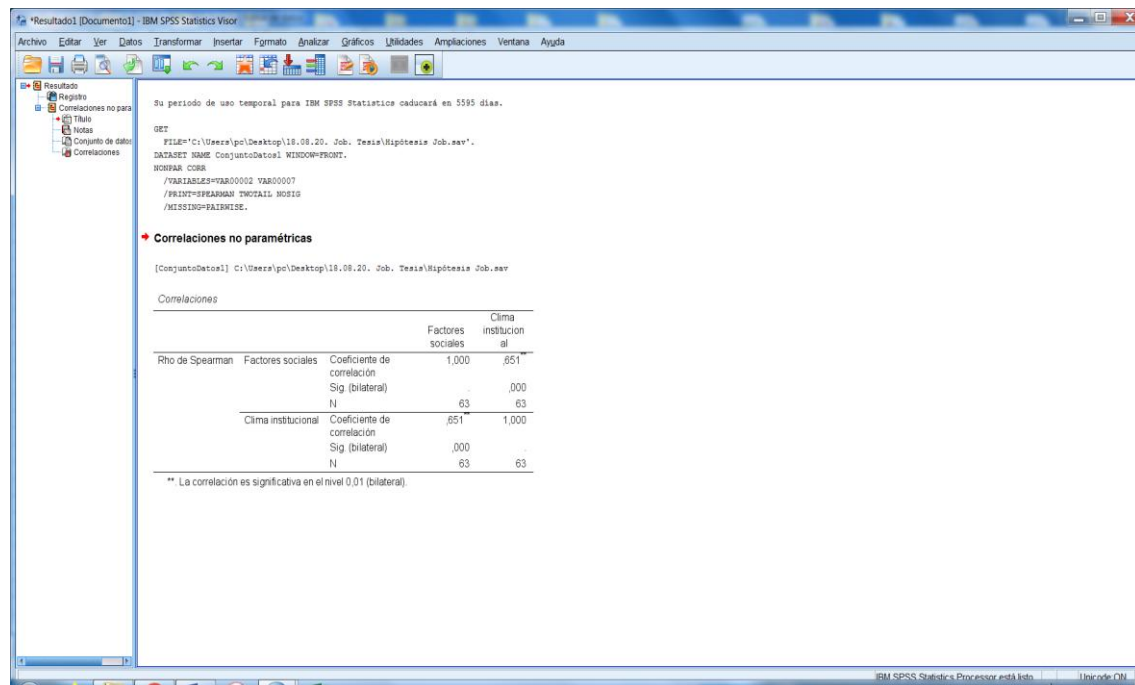 *Resultado1 [Documento1] - IBM SPSS Statistics Visor
Archivo Editar Ver Datos Transformar Insertar Formato Analizar Gráficos Utilidades Ampliaciones Ventana Ayuda
Resultado
Registro
Correlaciones no para
Título
Notas
Conjunto de datos
Correlaciones
Su periodo de uso temporal para IBM SPSS Statistics caducará en 5595 días.
GET
FILE='C:\Users\pc\Desktop\18.08.20. Job. Tesis\Hipótesis Job.sav'.
DATASET NAME ConjuntoDatos1 WINDOW=FRONT.
NONPAR CORR
/VARIABLES=VAR00002 VAR00007
/PRINT=SPEARMAN TWOTAIL NOSIG
/MISSING=PAIRWISE.
Correlaciones no paramétricas
[ConjuntoDatos1] C:\Users\pc\Desktop\18.08.20. Job. Tesis\Hipótesis Job.sav
Correlaciones
Factores sociales Clima institucion al
Rho de Spearman Factores sociales Coeficiente de correlación 1,000 ,651**
Sig. (bilateral) . ,000
N 63 63
Clima institucional Coeficiente de correlación ,651** 1,000
Sig. (bilateral) ,000 .
N 63 63
**. La correlación es significativa en el nivel 0,01 (bilateral).
IBM SPSS Statistics Processor está listo Unicode:ON